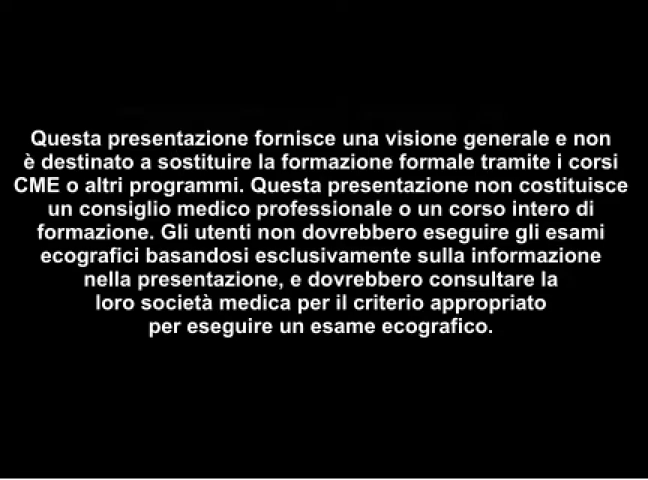 Questa presentazione fornisce una visione generale e non
è destinato a sostituire la formazione formale tramite i corsi
CME o altri programmi. Questa presentazione non costituisce
un consiglio medico professionale o un corso intero di
formazione. Gli utenti non dovrebbero eseguire gli esami
ecografici basandosi esclusivamente sulla informazione
nella presentazione, e dovrebbero consultare la
loro società medica per il criterio appropriato
per eseguire un esame ecografico.